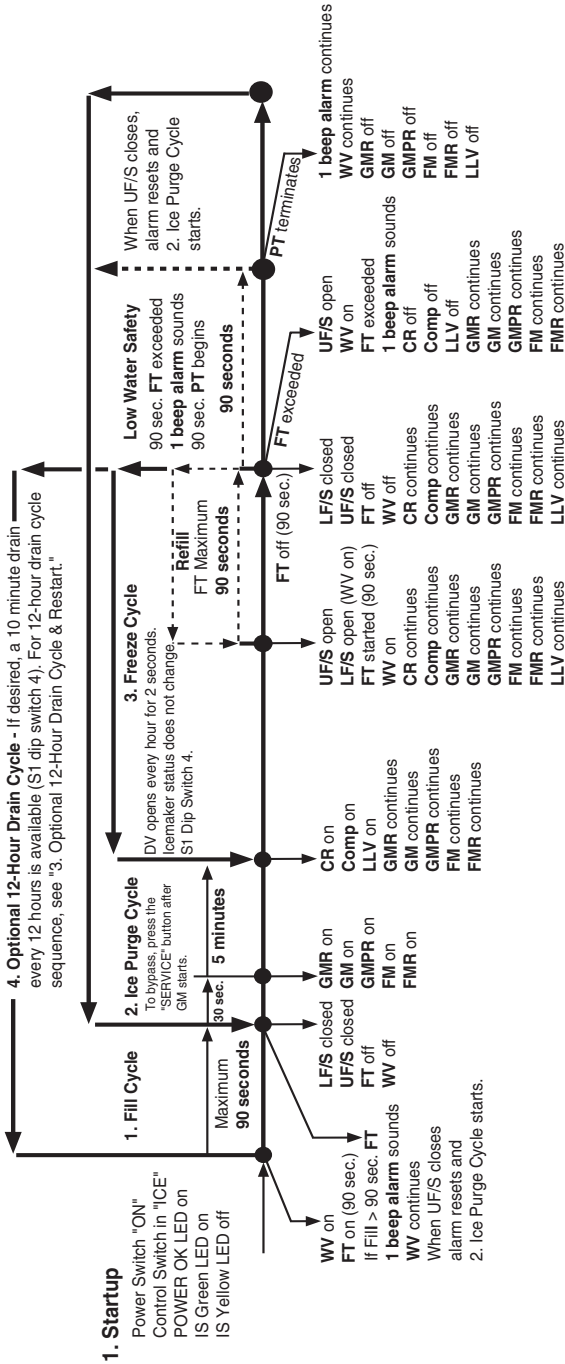 1. Startup
Power Switch "ON"
Control Switch in "ICE"
POWER OK LED on
IS Green LED on
IS Yellow LED off
4. Optional 12-Hour Drain Cycle - If desired, a 10 minute drain
every 12 hours is available (S1 dip switch 4). For 12-hour drain cycle
sequence, see "3. Optional 12-Hour Drain Cycle & Restart."
1. Fill Cycle
Maximum
90 seconds
2. Ice Purge Cycle
To bypass, press the
"SERVICE" button after
GM starts.
30 sec.
5 minutes
3. Freeze Cycle
DV opens every hour for 2 seconds.
Icemaker status does not change.
S1 Dip Switch 4.
Refill
FT Maximum
90 seconds
Low Water Safety
90 sec. FT exceeded
1 beep alarm sounds
90 sec. PT begins
90 seconds
When UF/S closes,
alarm resets and
2. Ice Purge Cycle
starts.
FT off (90 sec.)
FT exceeded
PT terminates
WV on
FT on (90 sec.)
If Fill > 90 sec. FT
1 beep alarm sounds
WV continues
When UF/S closes
alarm resets and
2. Ice Purge Cycle starts.
LF/S closed
UF/S closed
FT off
WV off
GMR on
GM on
GMPR on
FM on
FMR on
CR on
Comp on
LLV on
GMR continues
GM continues
GMPR continues
FM continues
FMR continues
UF/S open
LF/S open (WV on)
FT started (90 sec.)
WV on
CR continues
Comp continues
GMR continues
GM continues
GMPR continues
FM continues
FMR continues
LLV continues
LF/S closed
UF/S closed
FT off
WV off
CR continues
Comp continues
GMR continues
GM continues
GMPR continues
FM continues
FMR continues
LLV continues
UF/S open
WV on
FT exceeded
1 beep alarm sounds
CR off
Comp off
LLV off
GMR continues
GM continues
GMPR continues
FM continues
FMR continues
1 beep alarm continues
WV continues
GMR off
GM off
GMPR off
FM off
FMR off
LLV off